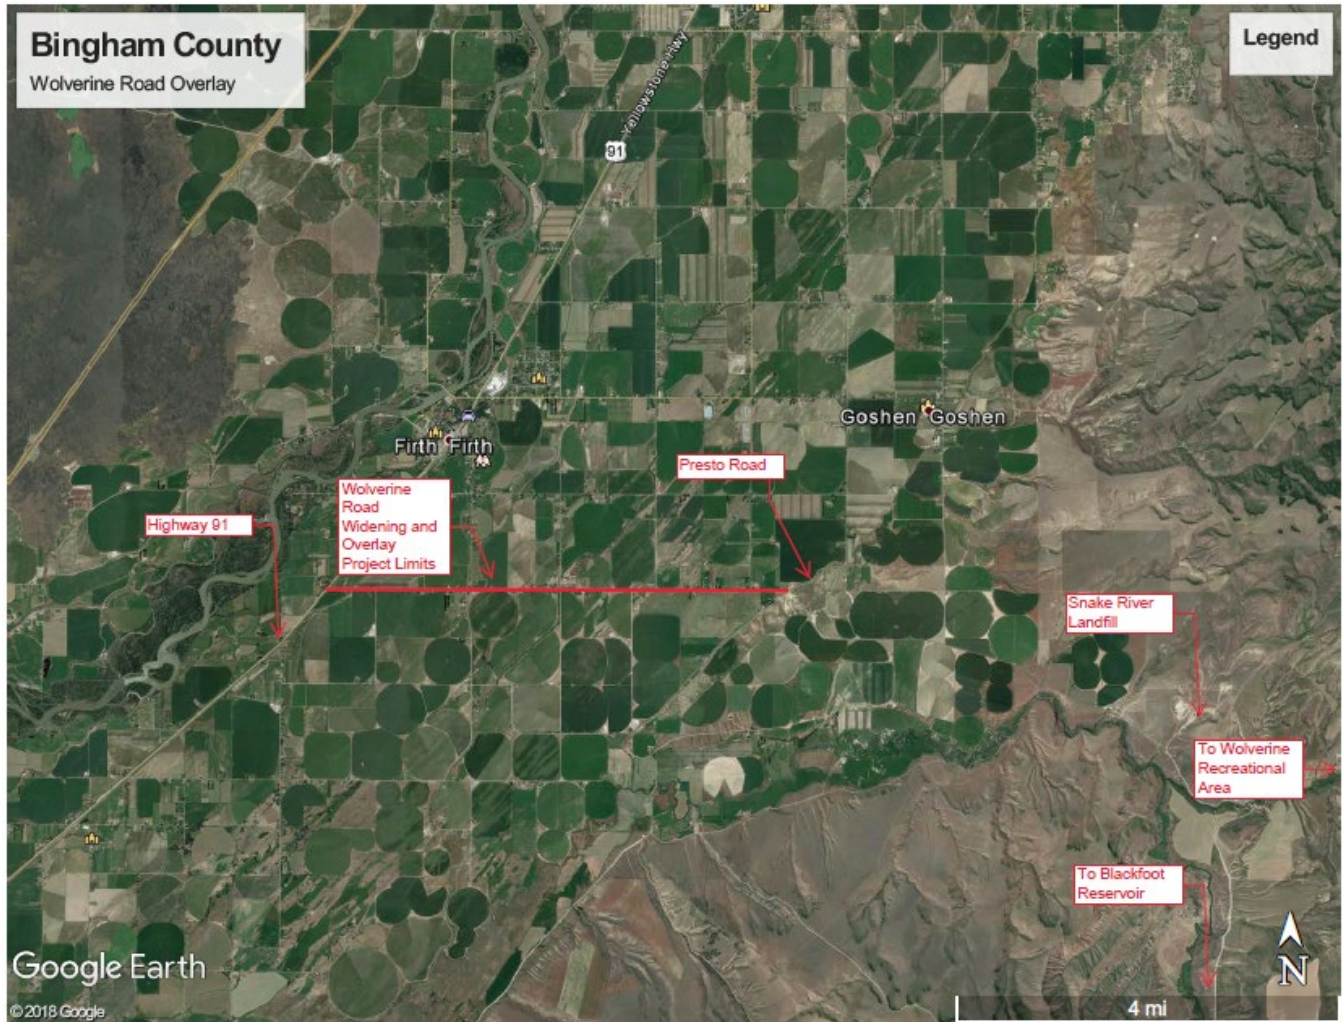 Bingham County
Wolverine Road Overlay
Legend
Yellowstone Hwy
91
Goshen Goshen
Firth Firth
Presto Road
Wolverine
Road
Widening and
Overlay
Project Limits
Highway 91
Snake River
Landfill
To Wolverine
Recreational
Area
To Blackfoot
Reservoir
N
Google Earth
© 2018 Google
4 mi